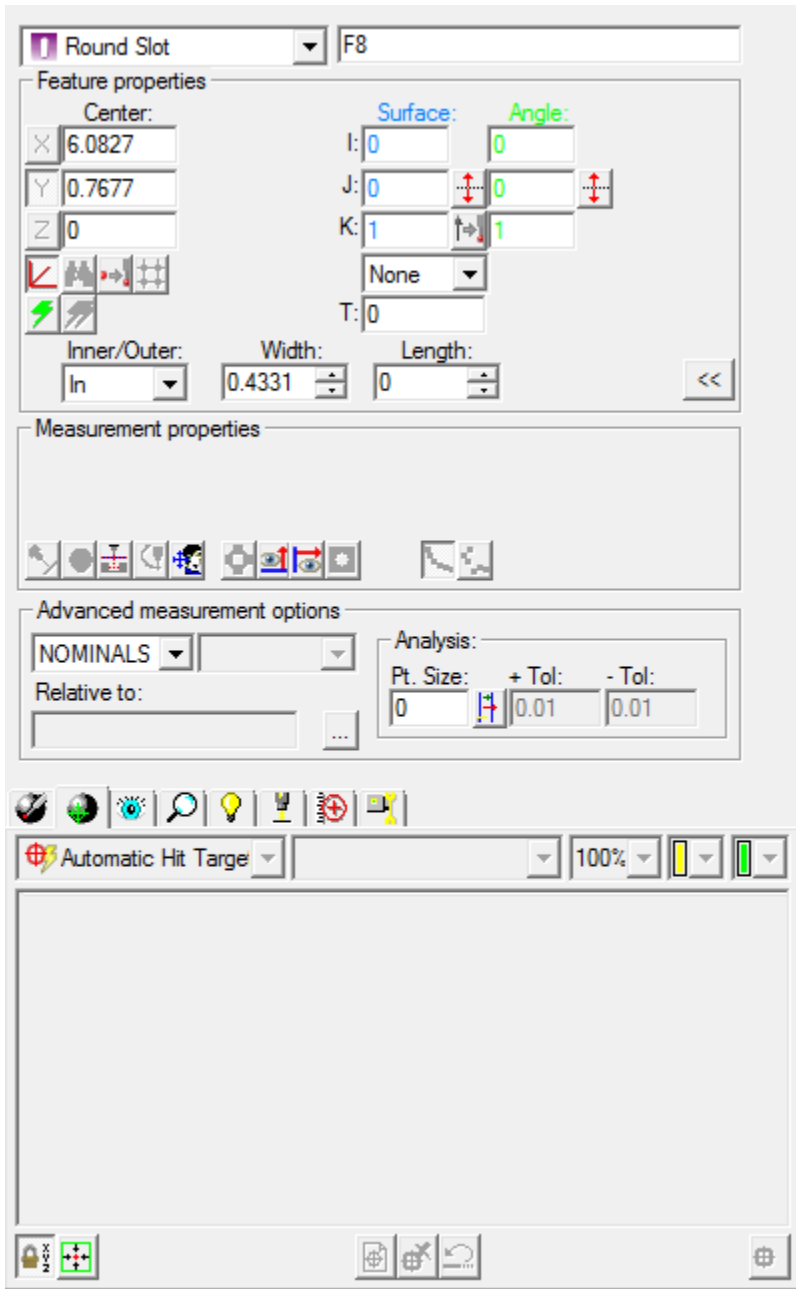 Round Slot F8
Feature properties
Center: Surface: Angle:
X 6.0827 I: 0 0
Y 0.7677 J: 0 0
Z 0 K: 1 1
None
T: 0
Inner/Outer: Width: Length:
In 0.4331 0 <<
Measurement properties
Advanced measurement options
NOMINALS Analysis:
Pt. Size: + Tol: - Tol:
Relative to: 0 0.01 0.01
...
Automatic Hit Target 100%
X
Y
Z